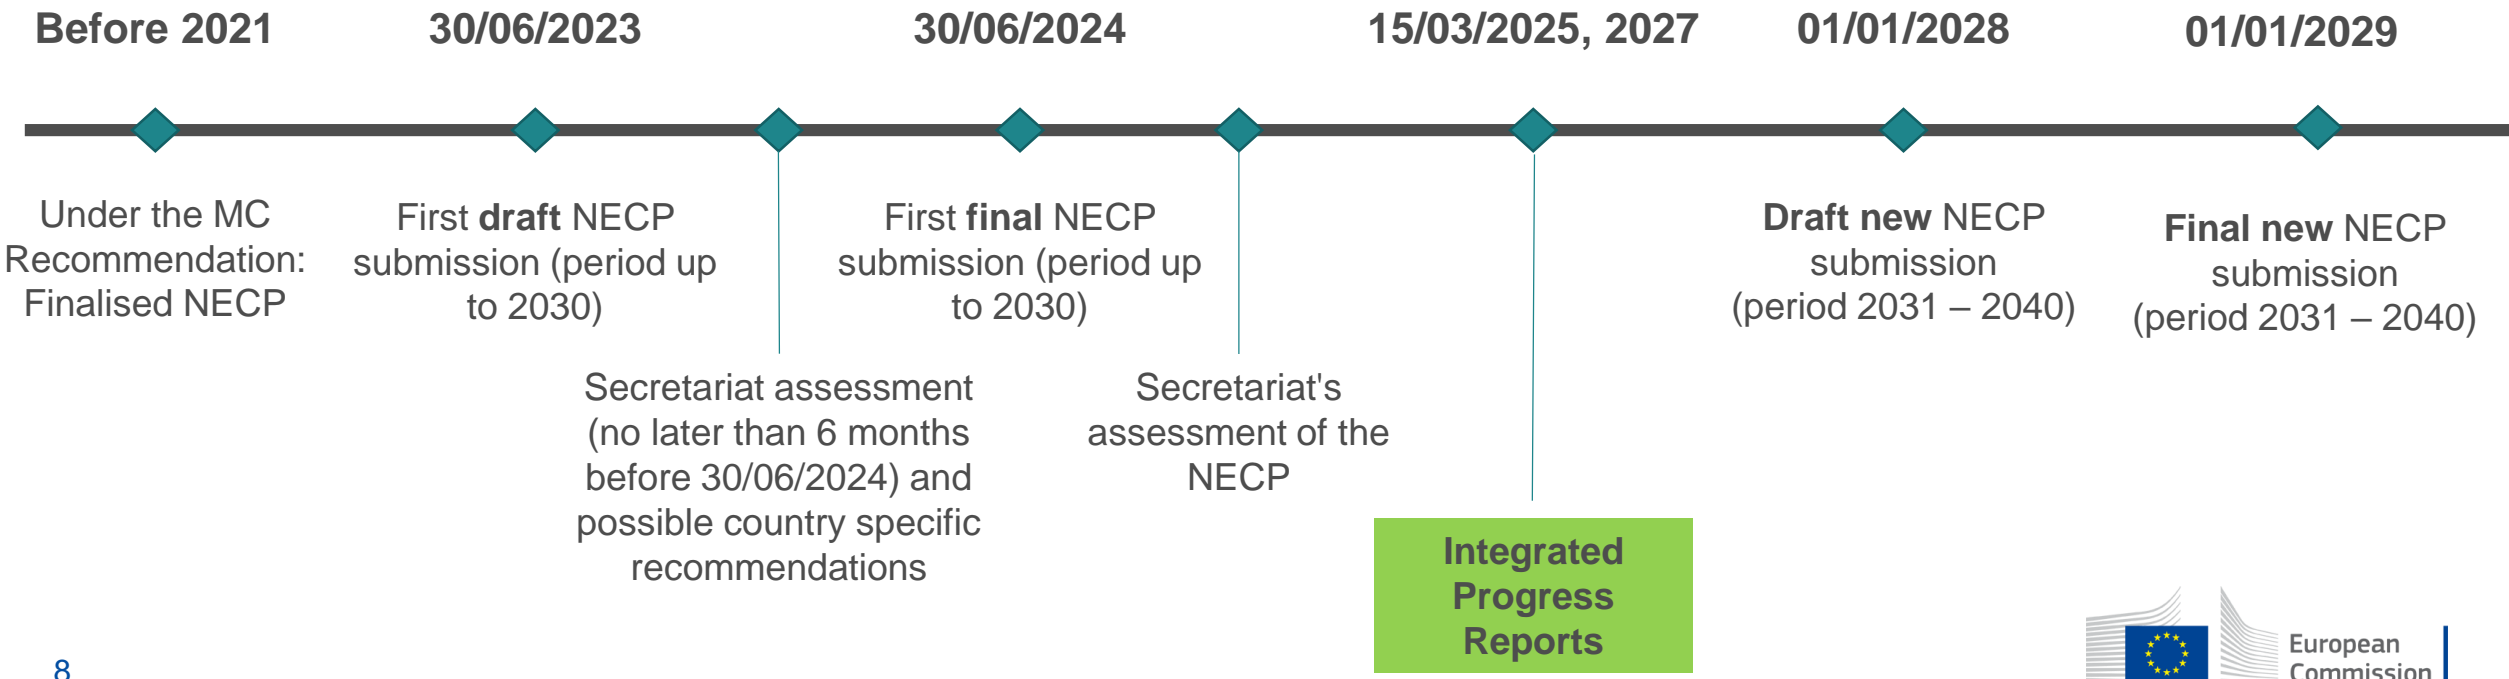 Before 2021
30/06/2023
30/06/2024
15/03/2025, 2027
01/01/2028
01/01/2029
Under the MC
Recommendation:
Finalised NECP
First draft NECP
submission (period up
to 2030)
First final NECP
submission (period up
to 2030)
Draft new NECP
submission
(period 2031 – 2040)
Final new NECP
submission
(period 2031 – 2040)
Secretariat assessment
(no later than 6 months
before 30/06/2024) and
possible country specific
recommendations
Secretariat's
assessment of the
NECP
Integrated
Progress
Reports
8
European
Commission